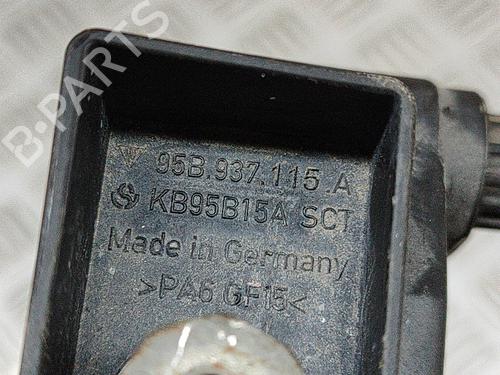 B-PARTS
95B.937.115.A
KB95B15A SCT
Made in Germany
>PA6 GF15<